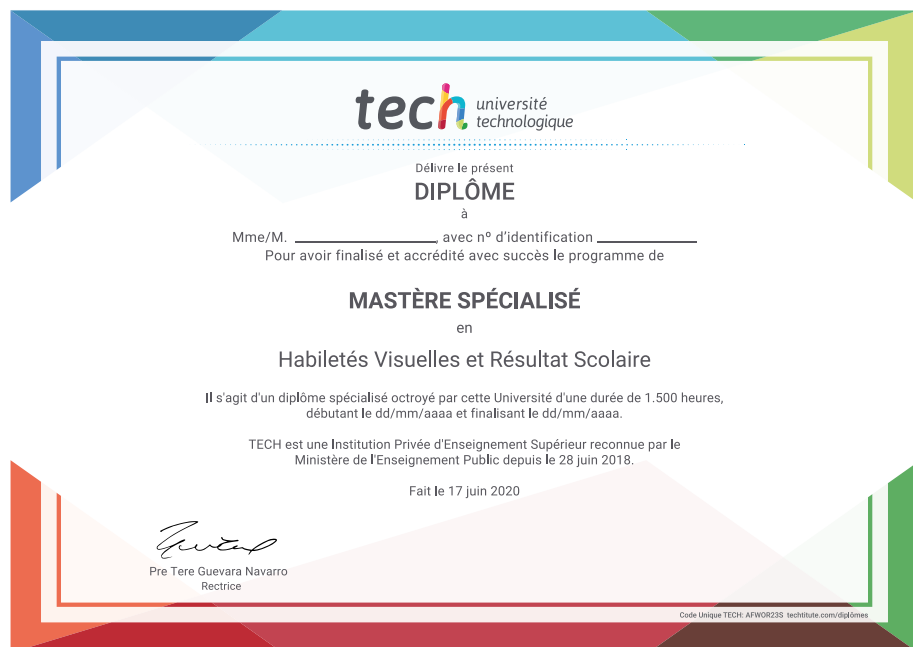 tech université
technologique
Délivre le présent
DIPLÔME
à
Mme/M. ____________, avec nº d'identification ____________
Pour avoir finalisé et accrédité avec succès le programme de
MASTÈRE SPÉCIALISÉ
en
Habiletés Visuelles et Résultat Scolaire
Il s'agit d'un diplôme spécialisé octroyé par cette Université d'une durée de 1.500 heures,
débutant le dd/mm/aaaa et finalisant le dd/mm/aaaa.
TECH est une Institution Privée d'Enseignement Supérieur reconnue par le
Ministère de l'Enseignement Public depuis le 28 juin 2018.
Fait le 17 juin 2020
Pre Tere Guevara Navarro
Rectrice
Code Unique TECH: AFWOR23S techtitute.com/diplômes